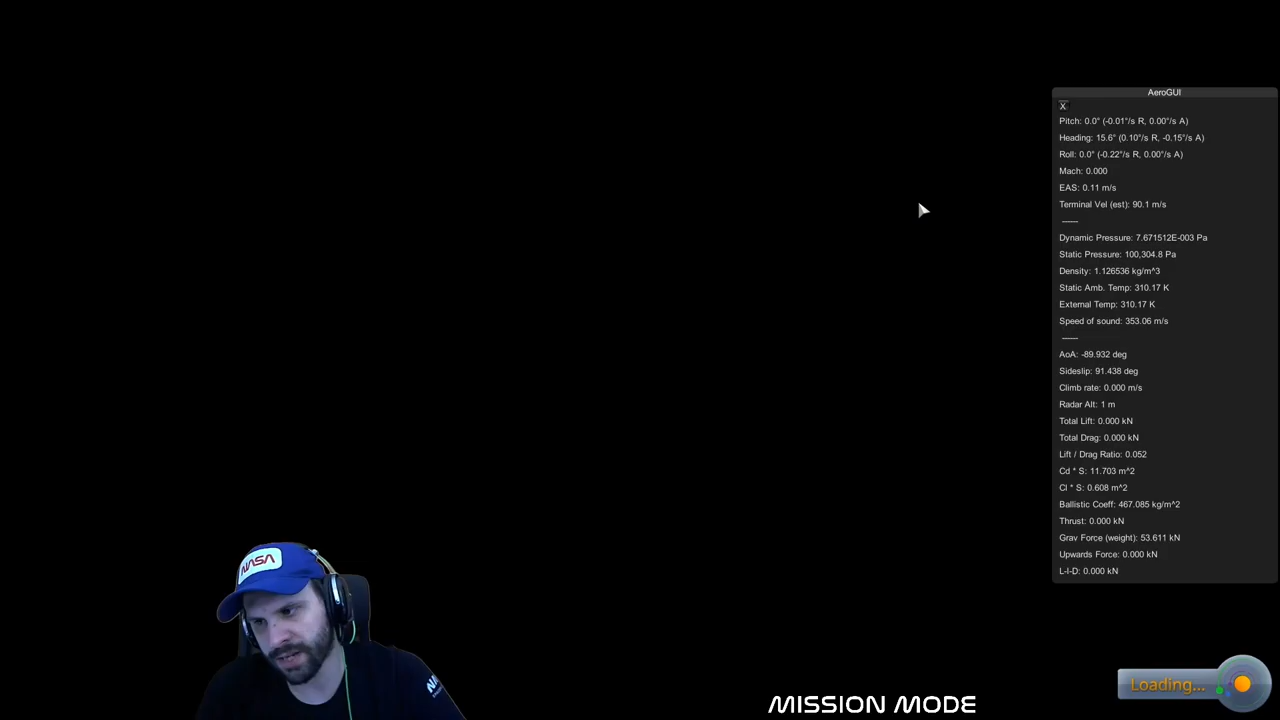 AeroGUI
X
Pitch: 0.0° (-0.01°/s R, 0.00°/s A)
Heading: 15.6° (0.10°/s R, -0.15°/s A)
Roll: 0.0° (-0.22°/s R, 0.00°/s A)
Mach: 0.000
EAS: 0.11 m/s
Terminal Vel (est): 90.1 m/s
Dynamic Pressure: 7.671512E-003 Pa
Static Pressure: 100,304.8 Pa
Density: 1.126536 kg/m^3
Static Amb. Temp: 310.17 K
External Temp: 310.17 K
Speed of sound: 353.06 m/s
AoA: -89.932 deg
Sideslip: 91.438 deg
Climb rate: 0.000 m/s
Radar Alt: 1 m
Total Lift: 0.000 kN
Total Drag: 0.000 kN
Lift / Drag Ratio: 0.052
Cd * S: 11.703 m^2
Cl * S: 0.608 m^2
Ballistic Coeff: 467.085 kg/m^2
Thrust: 0.000 kN
Grav Force (weight): 53.611 kN
Upwards Force: 0.000 kN
L-I-D: 0.000 kN
NASA
Loading...
MISSION MODE